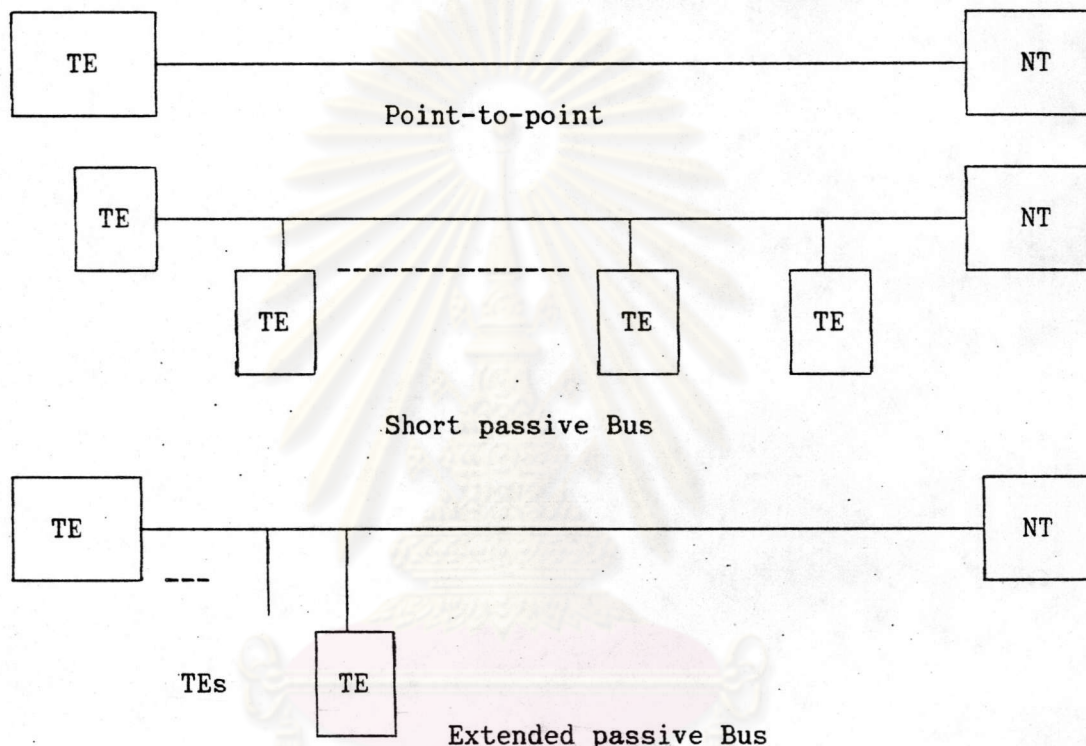 TE NT
Point-to-point
TE NT
TE TE TE
Short passive Bus
TE NT
TEs TE
Extended passive Bus